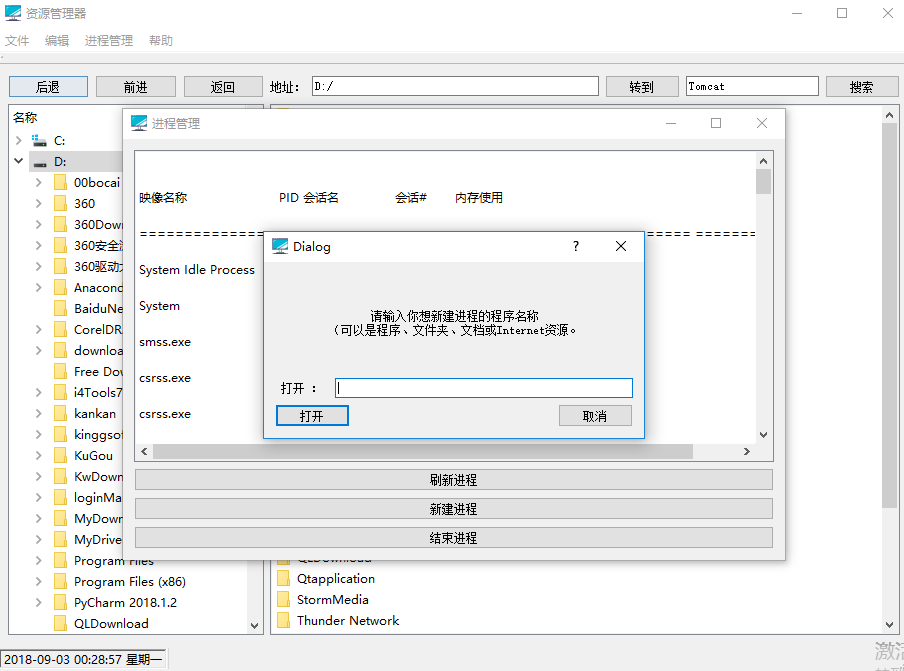 资源管理器
文件 编辑 进程管理 帮助
后退 前进 返回 地址： D:/ 转到 Tomcat 搜索
名称
C:
D:
00bocai
360
360Dow
360安全
360驱动
Anacond
BaiduNe
CorelDR
downloa
Free Dow
i4Tools7
kankan
kinggsof
KuGou
KwDown
loginMa
MyDown
MyDrive
Program Files
Program Files (x86)
PyCharm 2018.1.2
QLDownload
进程管理
映像名称 PID 会话名 会话# 内存使用
System Idle Process
System
smss.exe
csrss.exe
csrss.exe
刷新进程
新建进程
结束进程
Dialog ?
请输入你想新建进程的程序名称
（可以是程序、文件夹、文档或Internet资源。
打开 ：
打开 取消
QLDownload
Qtapplication
StormMedia
Thunder Network
2018-09-03 00:28:57 星期一
激活